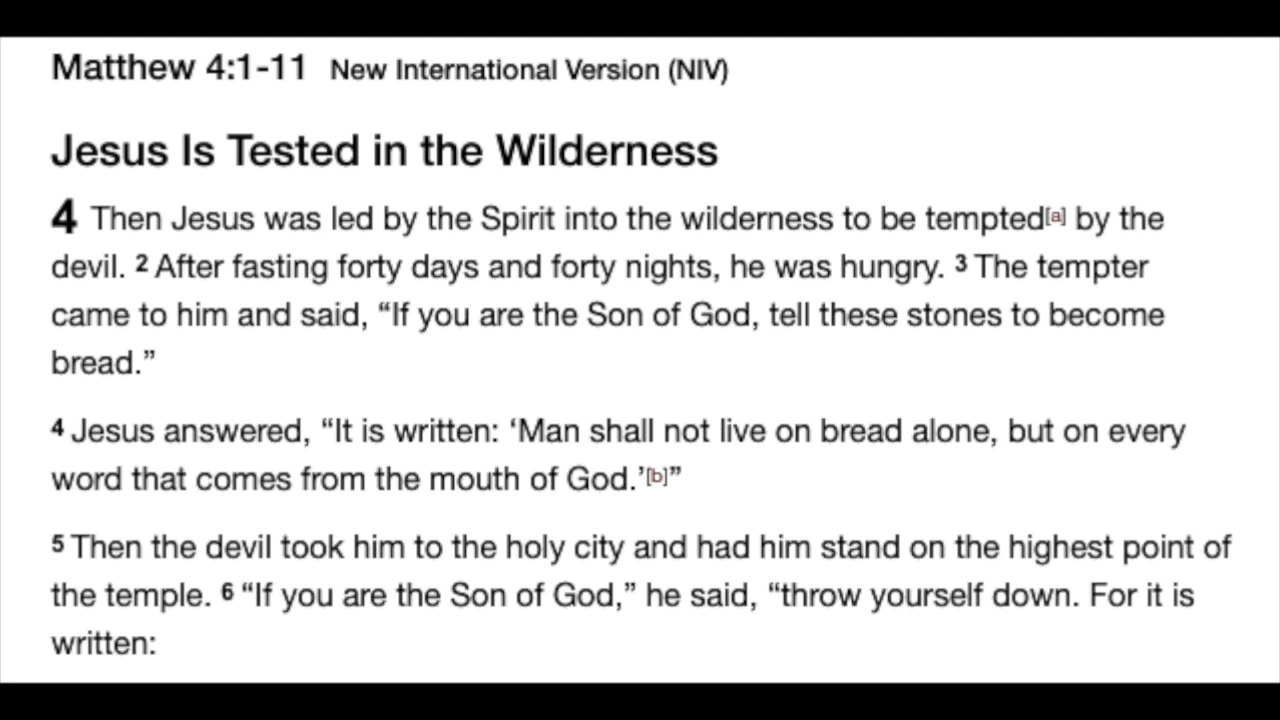 Matthew 4:1-11 New International Version (NIV)
Jesus Is Tested in the Wilderness
4 Then Jesus was led by the Spirit into the wilderness to be tempted[a] by the
devil. 2 After fasting forty days and forty nights, he was hungry. 3 The tempter
came to him and said, “If you are the Son of God, tell these stones to become
bread.”
4 Jesus answered, “It is written: ‘Man shall not live on bread alone, but on every
word that comes from the mouth of God.’[b]”
5 Then the devil took him to the holy city and had him stand on the highest point of
the temple. 6 “If you are the Son of God,” he said, “throw yourself down. For it is
written: